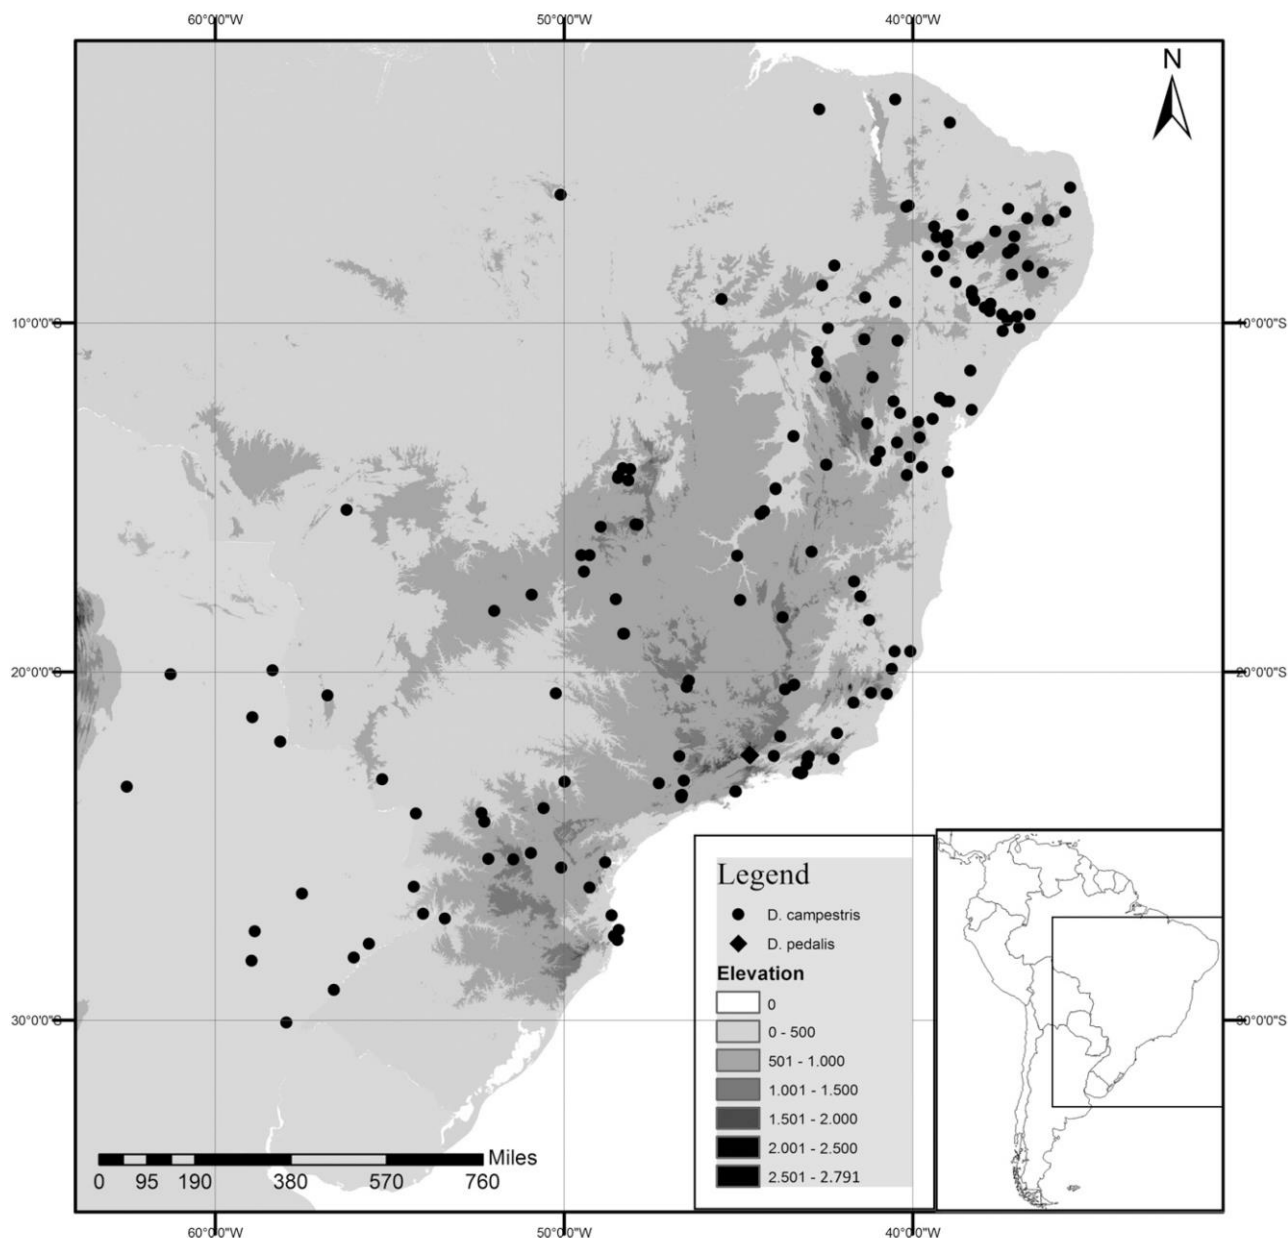 60°0'0"W 50°0'0"W 40°0'0"W
N
10°0'0"S 10°0'0"S
20°0'0"S 20°0'0"S
Legend
D. campestris
D. pedalis
Elevation
0
0 - 500
501 - 1.000
1.001 - 1.500
1.501 - 2.000
2.001 - 2.500
2.501 - 2.791
30°0'0"S 30°0'0"S
Miles
0 95 190 380 570 760
60°0'0"W 50°0'0"W 40°0'0"W